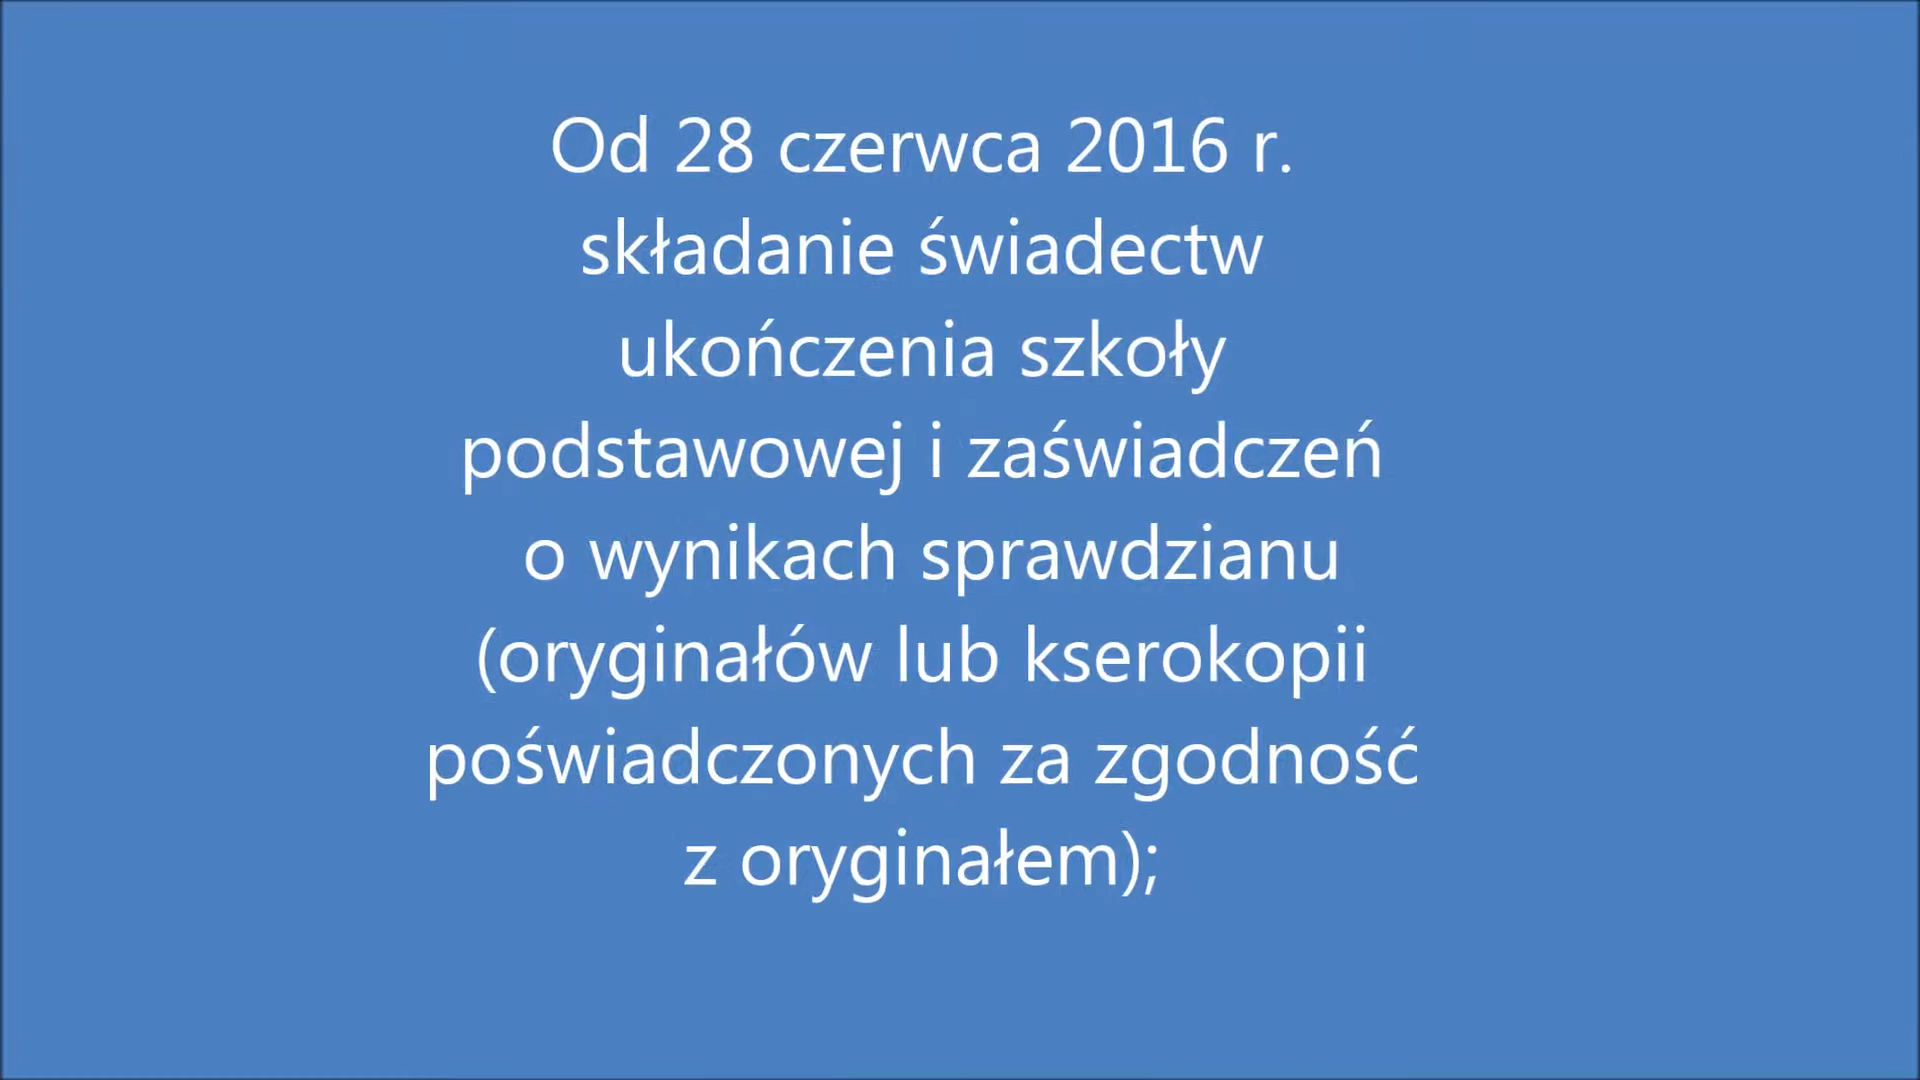 Od 28 czerwca 2016 r.
składanie świadectw
ukończenia szkoły
podstawowej i zaświadczeń
o wynikach sprawdzianu
(oryginałów lub kserokopii
poświadczonych za zgodność
z oryginałem);